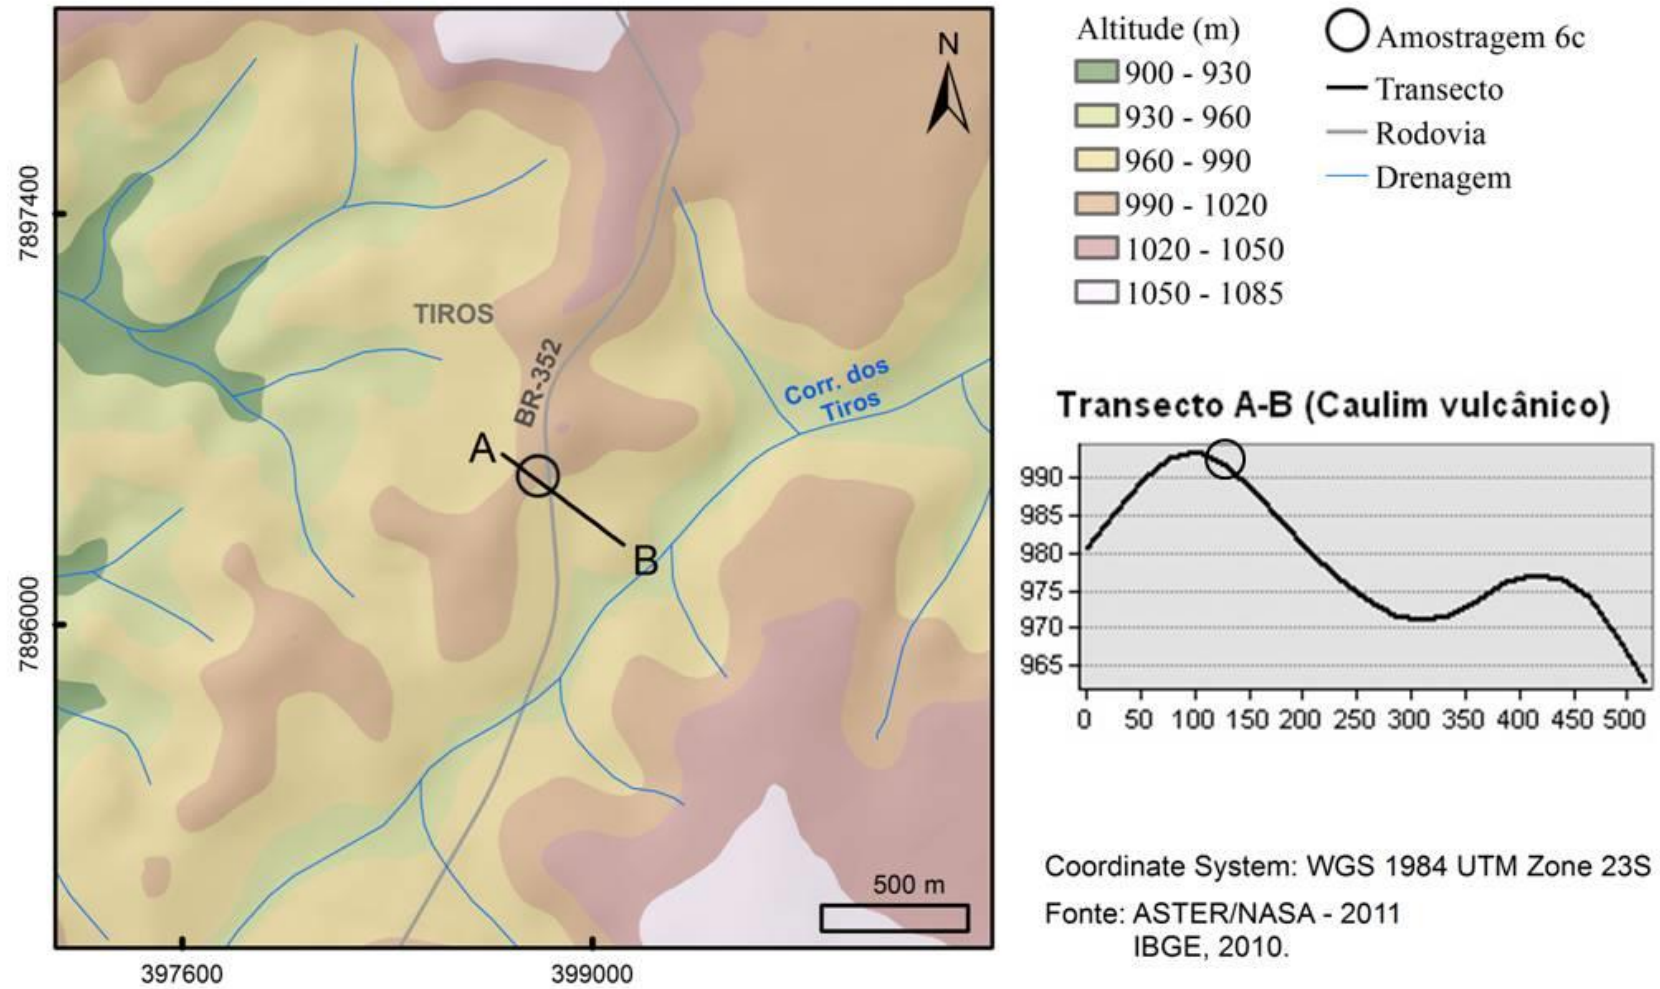 N
7897400
7896000
TIROS
BR-352
Corr. dos
Tiros
A
B
500 m
397600
399000
Altitude (m)
900 - 930
930 - 960
960 - 990
990 - 1020
1020 - 1050
1050 - 1085
Amostragem 6c
Transecto
Rodovia
Drenagem
Transecto A-B (Caulim vulcânico)
990
985
980
975
970
965
0 50 100 150 200 250 300 350 400 450 500
Coordinate System: WGS 1984 UTM Zone 23S
Fonte: ASTER/NASA - 2011
IBGE, 2010.